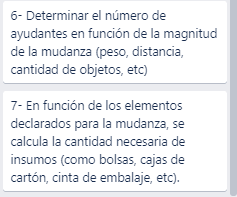 6- Determinar el número de
ayudantes en función de la magnitud
de la mudanza (peso, distancia,
cantidad de objetos, etc)
7- En función de los elementos
declarados para la mudanza, se
calcula la cantidad necesaria de
insumos (como bolsas, cajas de
cartón, cinta de embalaje, etc).